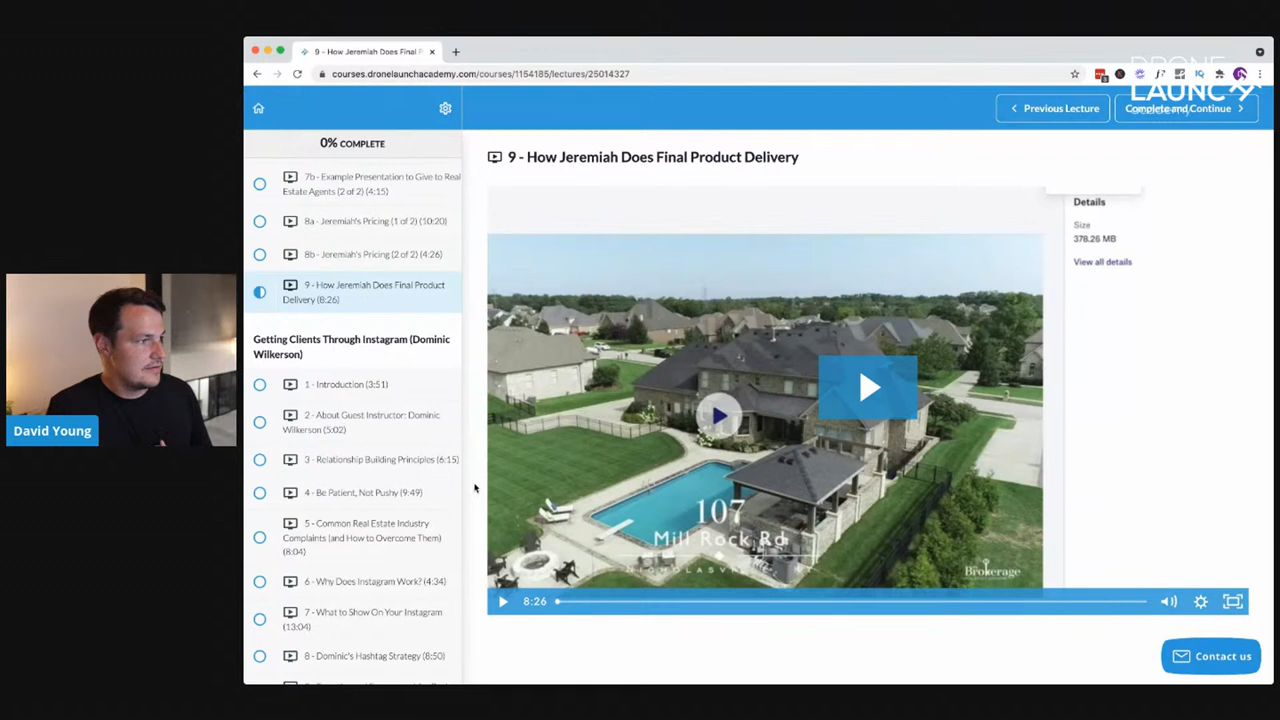 9 - How Jeremiah Does Final P
courses.dronelaunchacademy.com/courses/1154185/lectures/25014327
DRONE
LAUNCH
Previous Lecture
Complete and Continue
0% COMPLETE
7b - Example Presentation to Give to Real
Estate Agents (2 of 2) (4:15)
8a - Jeremiah's Pricing (1 of 2) (10:20)
8b - Jeremiah's Pricing (2 of 2) (4:26)
9 - How Jeremiah Does Final Product
Delivery (8:26)
Getting Clients Through Instagram (Dominic
Wilkerson)
1 - Introduction (3:51)
2 - About Guest Instructor: Dominic
Wilkerson (5:02)
3 - Relationship Building Principles (6:15)
4 - Be Patient, Not Pushy (9:49)
5 - Common Real Estate Industry
Complaints (and How to Overcome Them)
(8:04)
6 - Why Does Instagram Work? (4:34)
7 - What to Show On Your Instagram
(13:04)
8 - Dominic's Hashtag Strategy (8:50)
9 - How Jeremiah Does Final Product Delivery
Details
Size
378.26 MB
View all details
107
Mill Rock Rd
Brokerage
8:26
Contact us
David Young